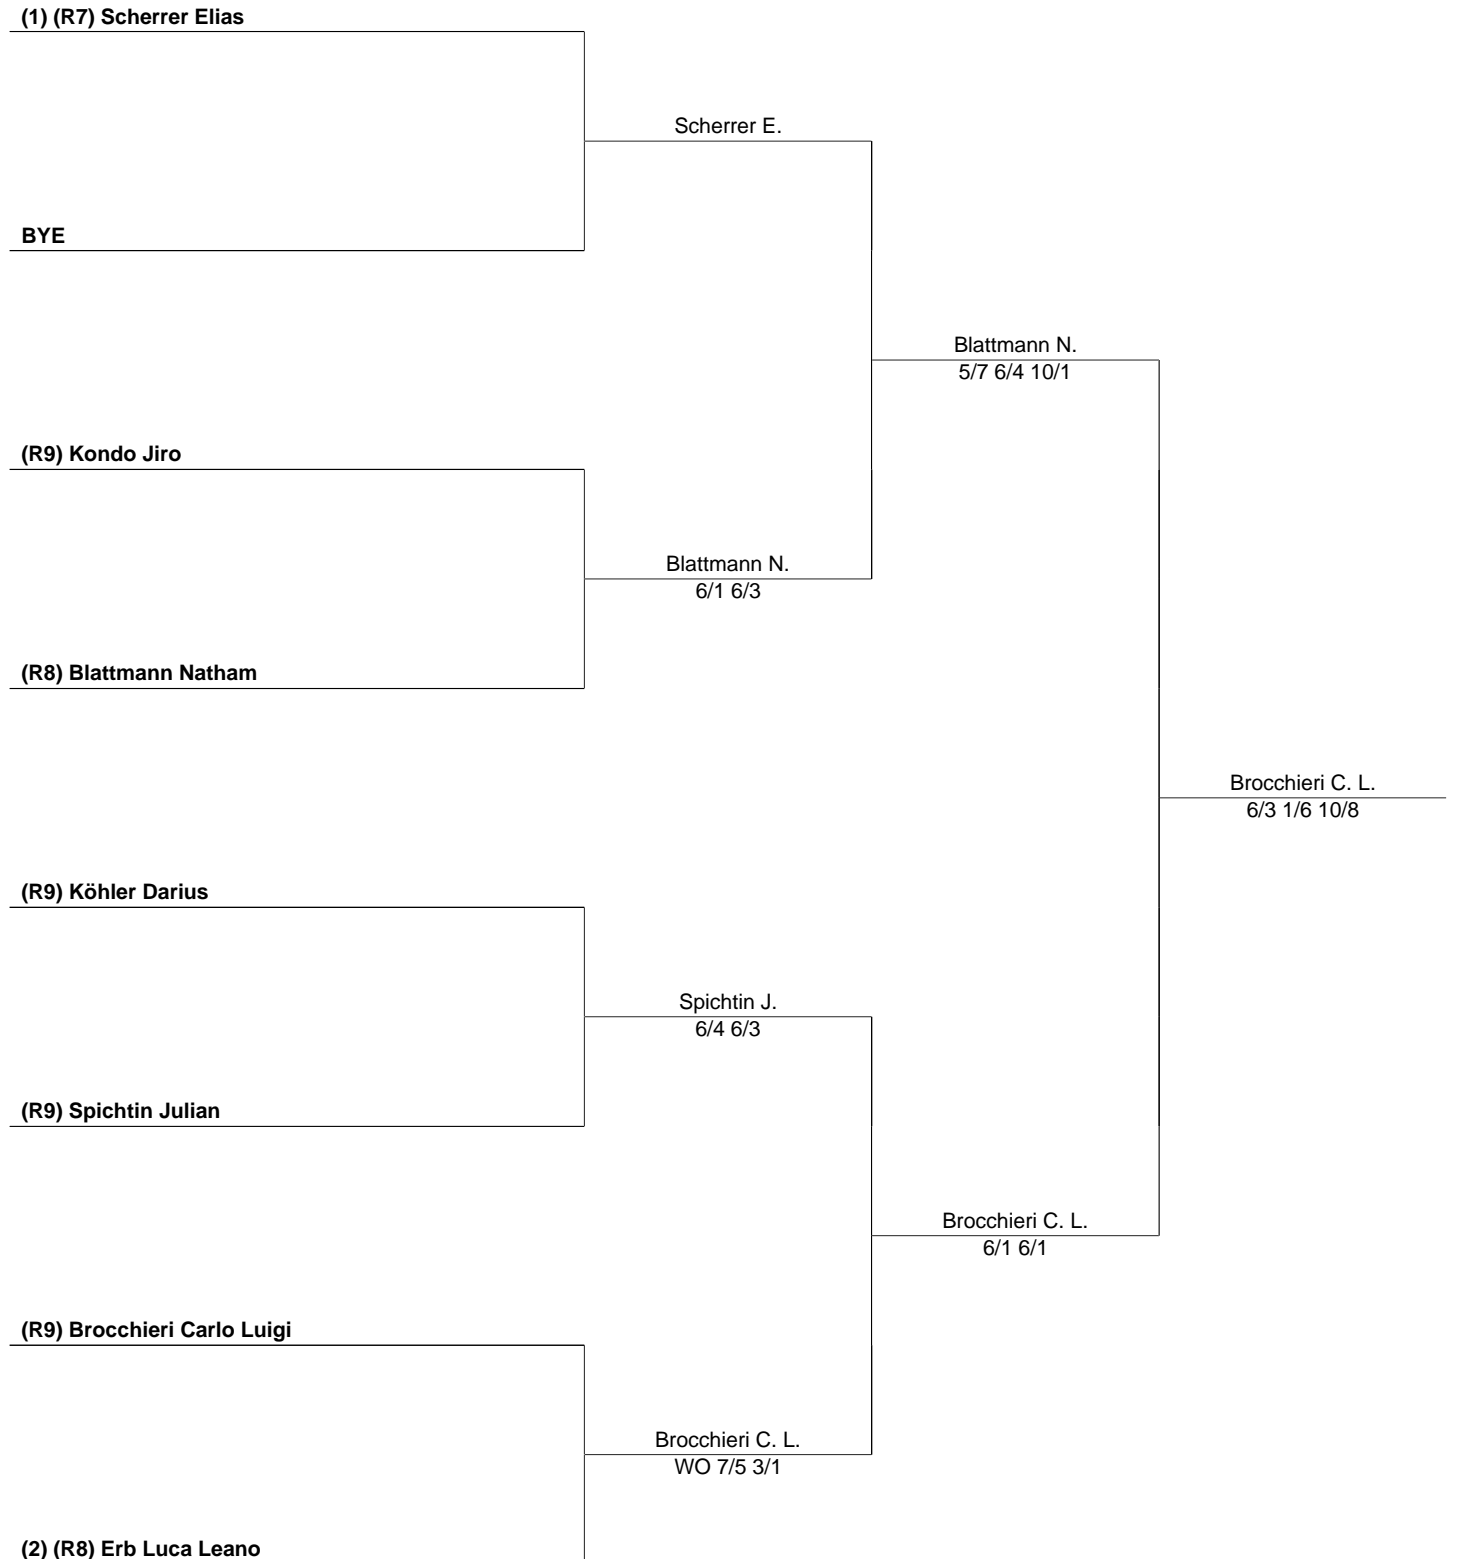 (1) (R7) Scherrer Elias
Scherrer E.
BYE
Blattmann N.
5/7 6/4 10/1
(R9) Kondo Jiro
Blattmann N.
6/1 6/3
(R8) Blattmann Natham
Brocchieri C. L.
6/3 1/6 10/8
(R9) Köhler Darius
Spichtin J.
6/4 6/3
(R9) Spichtin Julian
Brocchieri C. L.
6/1 6/1
(R9) Brocchieri Carlo Luigi
Brocchieri C. L.
WO 7/5 3/1
(2) (R8) Erb Luca Leano